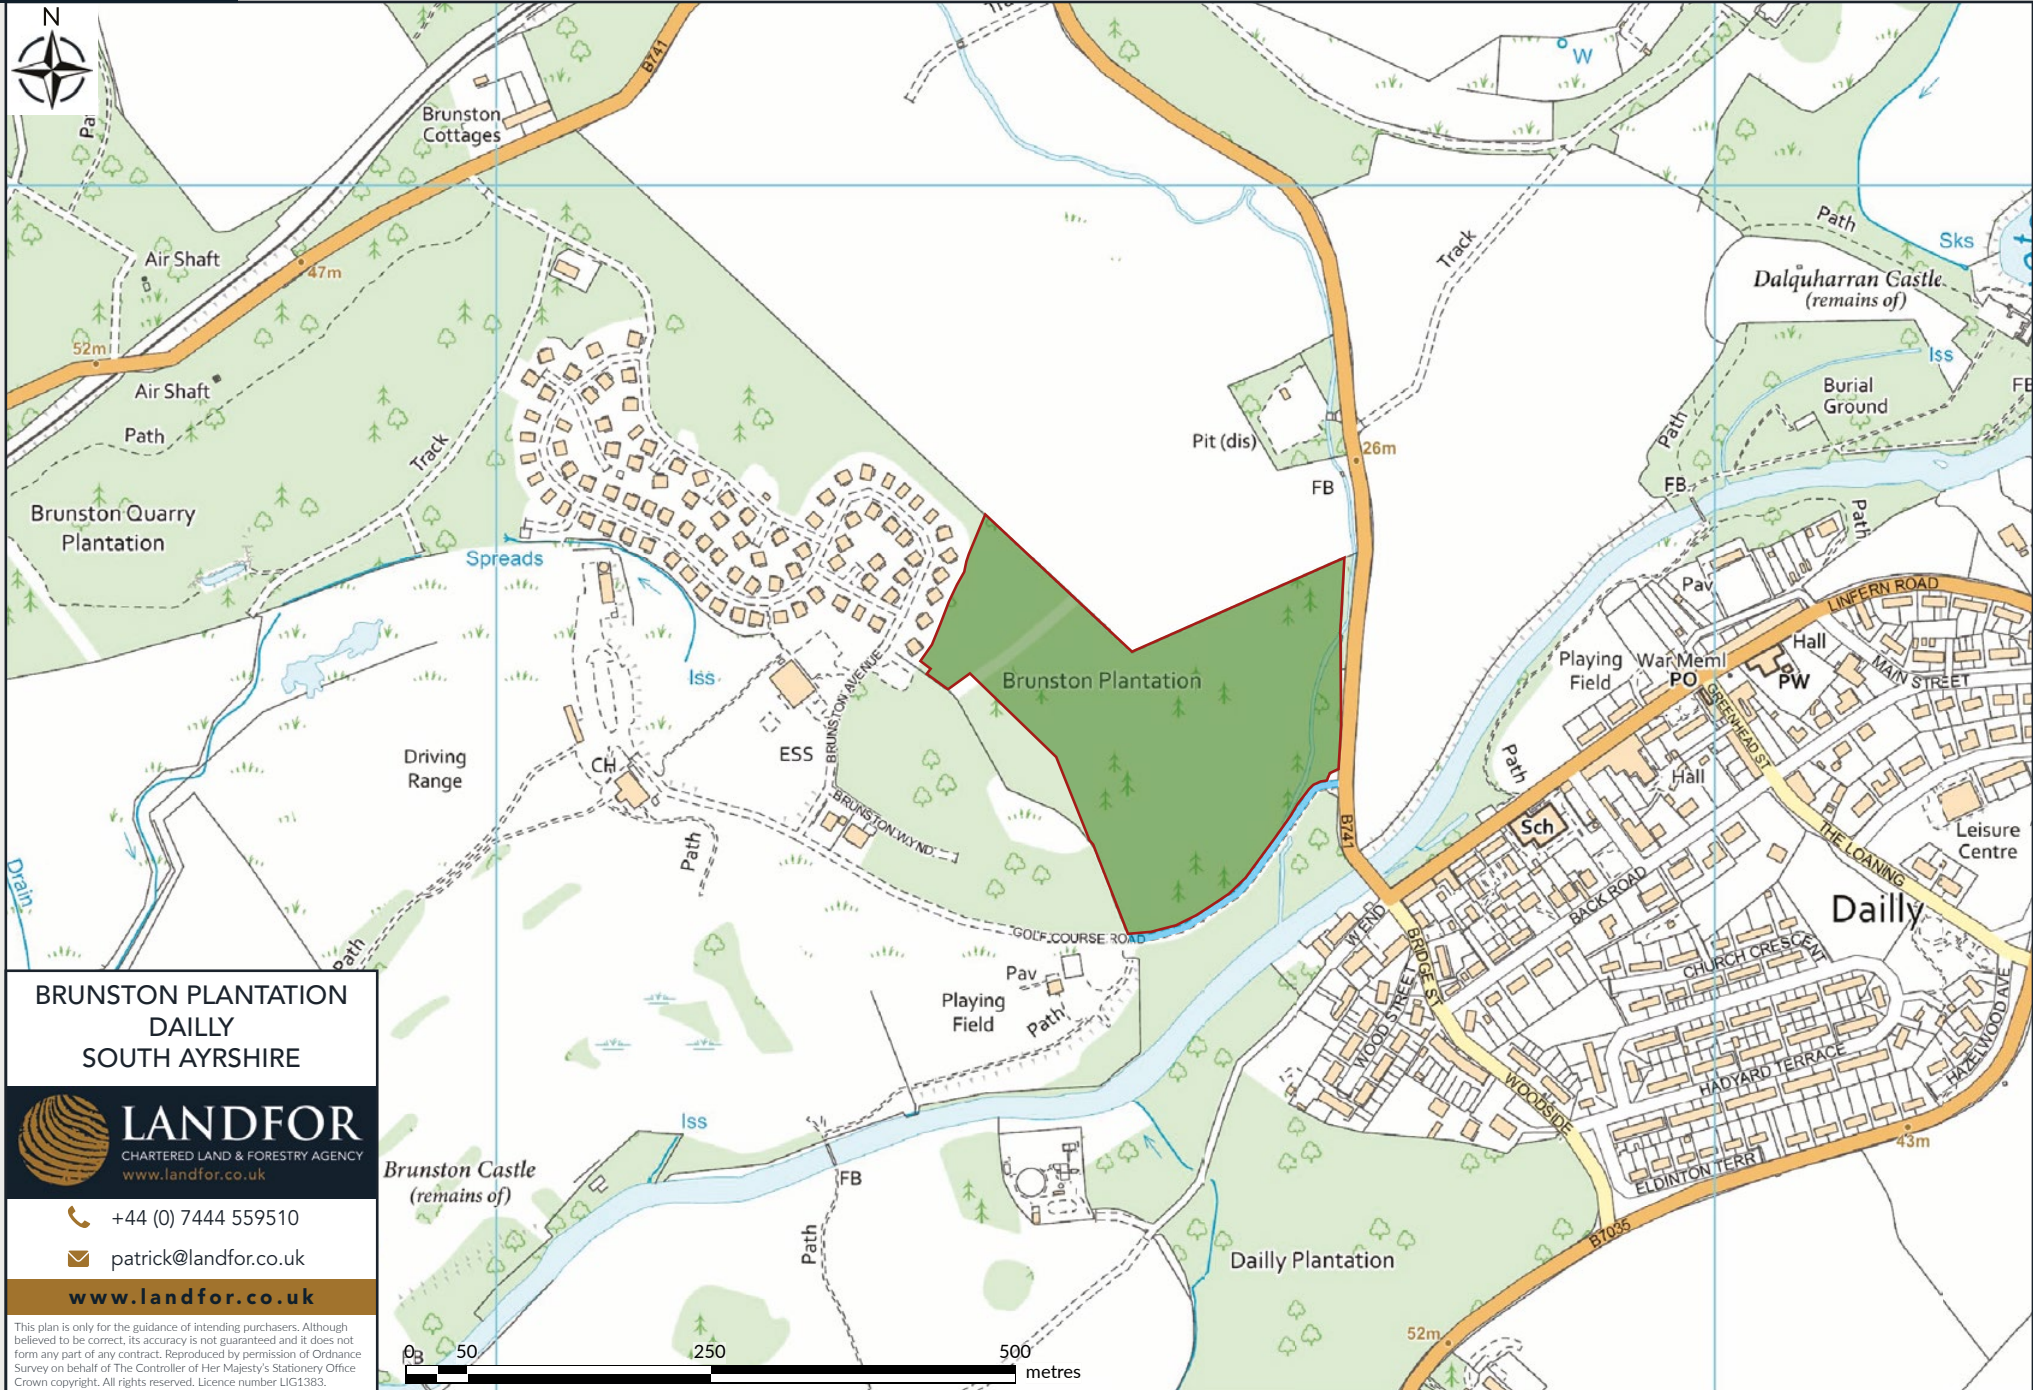 N
B741
Brunston
Cottages
W
Path
Air Shaft
47m
Track
Sks
Dalquharran Castle
(remains of)
52m
Air Shaft
Iss
Path
Track
Burial
Ground
FB
Path
Pit (dis)
26m
FB
FB
Path
Brunston Quarry
Plantation
Spreads
Pav
LINFERN ROAD
Hall
Playing
Field
War Meml
PO
PW
MAIN STREET
GREENHEAD ST
Iss
BRUNSTON AVENUE
Brunston Plantation
Driving
Range
CH
ESS
Path
Hall
BRUNSTON WYND
Path
B741
Sch
THE LOANING
Leisure
Centre
Drain
BACK ROAD
Dailly
Path
GOLF COURSE ROAD
W END
BRIDGE ST
CHURCH CRESCENT
Pav
Playing
Field
Path
WOOD STREET
HAZELWOOD AVE
HADYARD TERRACE
WOODSIDE
43m
ELDINTON TERR
B7035
Iss
Brunston Castle
(remains of)
FB
Path
Dailly Plantation
52m
BRUNSTON PLANTATION
DAILLY
SOUTH AYRSHIRE
LANDFOR
CHARTERED LAND & FORESTRY AGENCY
www.landfor.co.uk
+44 (0) 7444 559510
patrick@landfor.co.uk
www.landfor.co.uk
This plan is only for the guidance of intending purchasers. Although
believed to be correct, its accuracy is not guaranteed and it does not
form any part of any contract. Reproduced by permission of Ordnance
Survey on behalf of The Controller of Her Majesty's Stationery Office
Crown copyright. All rights reserved. Licence number LIG1383.
FB
0 50 250 500
metres